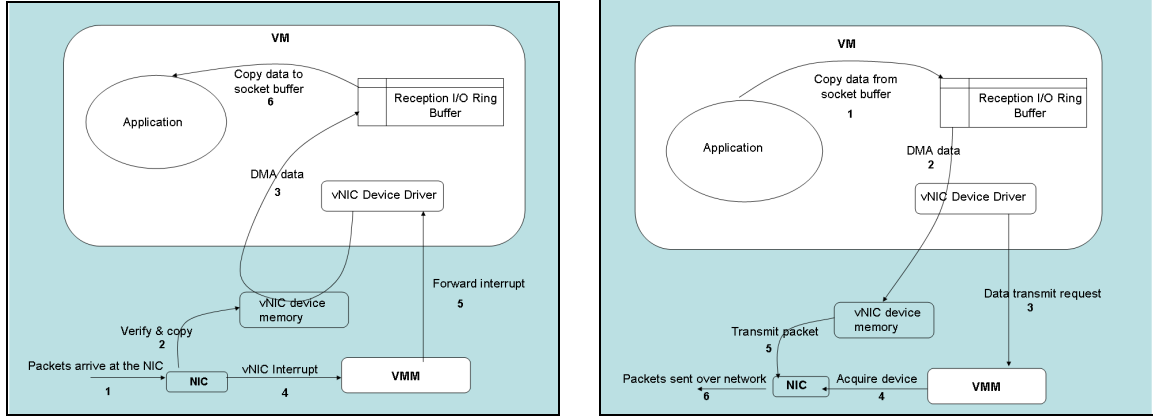 VM
Copy data to
socket buffer
6
Reception I/O Ring
Buffer
Application
DMA data
3
vNIC Device Driver
Forward interrupt
5
vNIC device
memory
Verify & copy
2
Packets arrive at the NIC
1
NIC
vNIC Interrupt
4
VMM
VM
Copy data from
socket buffer
1
Reception I/O Ring
Buffer
Application
DMA data
2
vNIC Device Driver
Data transmit request
3
vNIC device
memory
Transmit packet
5
Packets sent over network
6
NIC
Acquire device
4
VMM